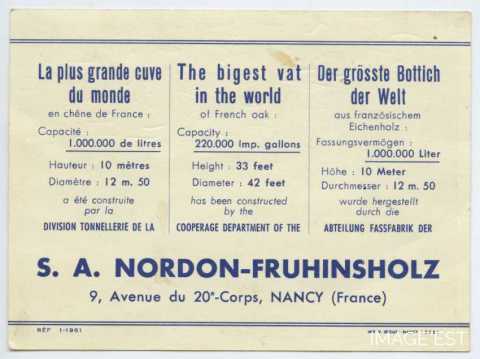 La plus grande cuve
du monde
en chêne de France :
Capacité :
1.000.000 de litres
Hauteur : 10 mètres
Diamètre : 12 m. 50
a été construite
par la
DIVISION TONNELLERIE DE LA
The bigest vat
in the world
of French oak :
Capacity :
220.000 Imp. gallons
Height : 33 feet
Diameter : 42 feet
has been constructed
by the
COOPERAGE DEPARTMENT OF THE
Der grösste Bottich
der Welt
aus französischem
Eichenholz :
Fassungsvermögen :
1.000.000 Liter
Höhe : 10 Meter
Durchmesser : 12 m. 50
wurde hergestellt
durch die
ABTEILUNG FASSFABRIK DER
S. A. NORDON-FRUHINSHOLZ
9, Avenue du 20e-Corps, NANCY (France)
RÉF 1-1961
IMAGE'EST